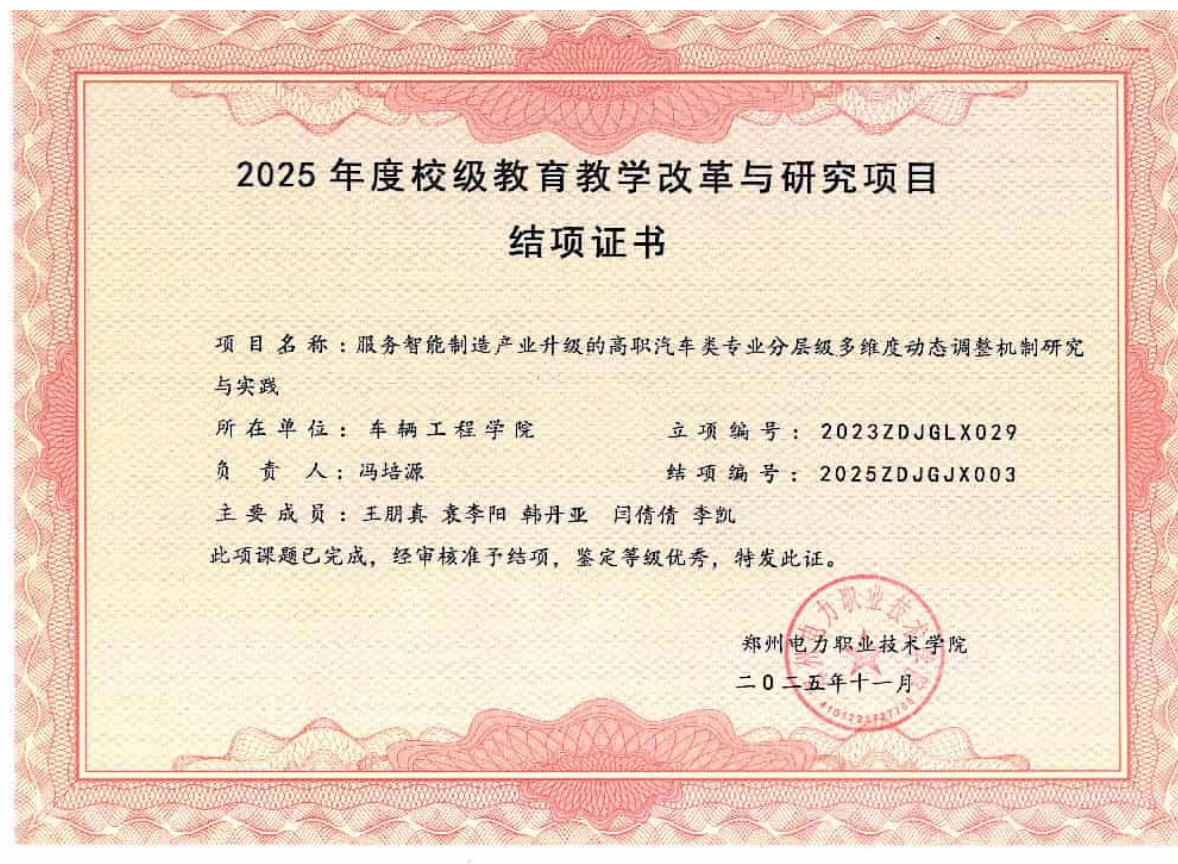 2025 年度校级教育教学改革与研究项目
结项证书
项目名称：服务智能制造产业升级的高职汽车类专业分层级多维度动态调整机制研究
与实践
所在单位：车辆工程学院 立项编号：2023ZDJGLX029
负责人：冯培源 结项编号：2025ZDJGJX003
主要成员：王朋真 袁李阳 韩丹亚 闫倩倩 李凯
此项课题已完成，经审核准予结项，鉴定等级优秀，特发此证。
郑州电力职业技术学院
二0二五年十一月